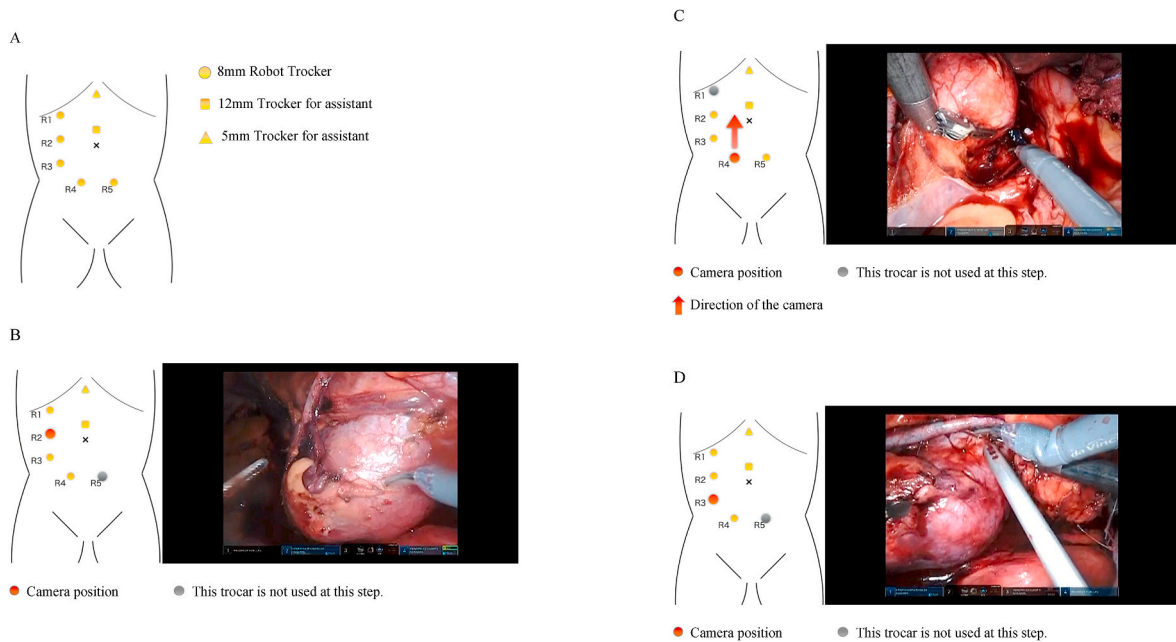 A
8mm Robot Trocker
12mm Trocker for assistant
5mm Trocker for assistant
R1
R2
R3
R4
R5
B
R1
R2
R3
R4
R5
Camera position
This trocar is not used at this step.
C
R1
R2
R3
R4
R5
Camera position
This trocar is not used at this step.
Direction of the camera
D
R1
R2
R3
R4
R5
da Vinci
Camera position
This trocar is not used at this step.